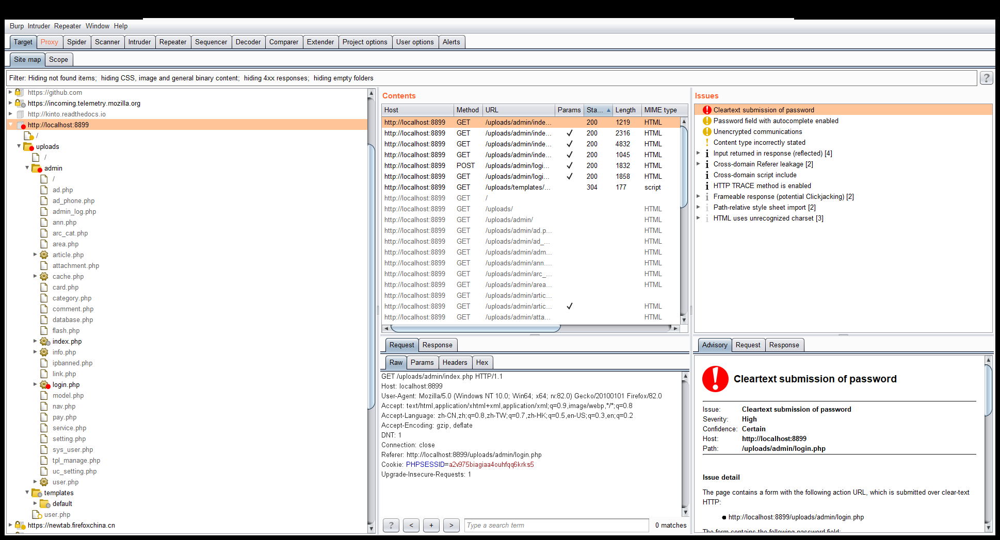 Burp Intruder Repeater Window Help
Target Proxy Spider Scanner Intruder Repeater Sequencer Decoder Comparer Extender Project options User options Alerts
Site map Scope
Filter: Hiding not found items; hiding CSS, image and general binary content; hiding 4xx responses; hiding empty folders
?
https://github.com
https://incoming.telemetry.mozilla.org
http://kinto.readthedocs.io
http://localhost:8899
/
uploads
/
admin
/
ad.php
ad_phone.php
admin_log.php
ann.php
arc_cat.php
area.php
article.php
attachment.php
cache.php
card.php
category.php
comment.php
database.php
flash.php
index.php
info.php
ipbanned.php
link.php
login.php
model.php
nav.php
pay.php
service.php
setting.php
sys_user.php
tpl_manage.php
uc_setting.php
user.php
templates
default
user.php
https://newtab.firefoxchina.cn
Contents
Host Method URL Params Sta... Length MIME type
http://localhost:8899 GET /uploads/admin/inde... 200 1219 HTML
http://localhost:8899 GET /uploads/admin/inde... ✓ 200 2316 HTML
http://localhost:8899 GET /uploads/admin/inde... ✓ 200 4832 HTML
http://localhost:8899 GET /uploads/admin/inde... ✓ 200 1045 HTML
http://localhost:8899 POST /uploads/admin/logi... ✓ 200 1832 HTML
http://localhost:8899 GET /uploads/admin/logi... ✓ 200 1858 HTML
http://localhost:8899 GET /uploads/templates/... 304 177 script
http://localhost:8899 GET /
http://localhost:8899 GET /uploads/ HTML
http://localhost:8899 GET /uploads/admin/ HTML
http://localhost:8899 GET /uploads/admin/ad.p... HTML
http://localhost:8899 GET /uploads/admin/ad_... HTML
http://localhost:8899 GET /uploads/admin/adm... HTML
http://localhost:8899 GET /uploads/admin/ann.... HTML
http://localhost:8899 GET /uploads/admin/arc_... HTML
http://localhost:8899 GET /uploads/admin/area... HTML
http://localhost:8899 GET /uploads/admin/artic...
http://localhost:8899 GET /uploads/admin/artic... ✓ HTML
http://localhost:8899 GET /uploads/admin/atta... HTML
Request Response
Raw Params Headers Hex
GET /uploads/admin/index.php HTTP/1.1
Host: localhost:8899
User-Agent: Mozilla/5.0 (Windows NT 10.0; Win64; x64; rv:82.0) Gecko/20100101 Firefox/82.0
Accept: text/html,application/xhtml+xml,application/xml;q=0.9,image/webp,*/*;q=0.8
Accept-Language: zh-CN,zh;q=0.8,zh-TW;q=0.7,zh-HK;q=0.5,en-US;q=0.3,en;q=0.2
Accept-Encoding: gzip, deflate
DNT: 1
Connection: close
Referer: http://localhost:8899/uploads/admin/login.php
Cookie: PHPSESSID=a2v975biagiaa4ouhfqq6krks5
Upgrade-Insecure-Requests: 1
? < + > Type a search term 0 matches
Issues
Cleartext submission of password
Password field with autocomplete enabled
Unencrypted communications
Content type incorrectly stated
Input returned in response (reflected) [4]
Cross-domain Referer leakage [2]
Cross-domain script include
HTTP TRACE method is enabled
Frameable response (potential Clickjacking) [2]
Path-relative style sheet import [2]
HTML uses unrecognized charset [3]
Advisory Request Response
Cleartext submission of password
Issue: Cleartext submission of password
Severity: High
Confidence: Certain
Host: http://localhost:8899
Path: /uploads/admin/login.php
Issue detail
The page contains a form with the following action URL, which is submitted over clear-text
HTTP:
http://localhost:8899/uploads/admin/login.php
The form contains the following password field: